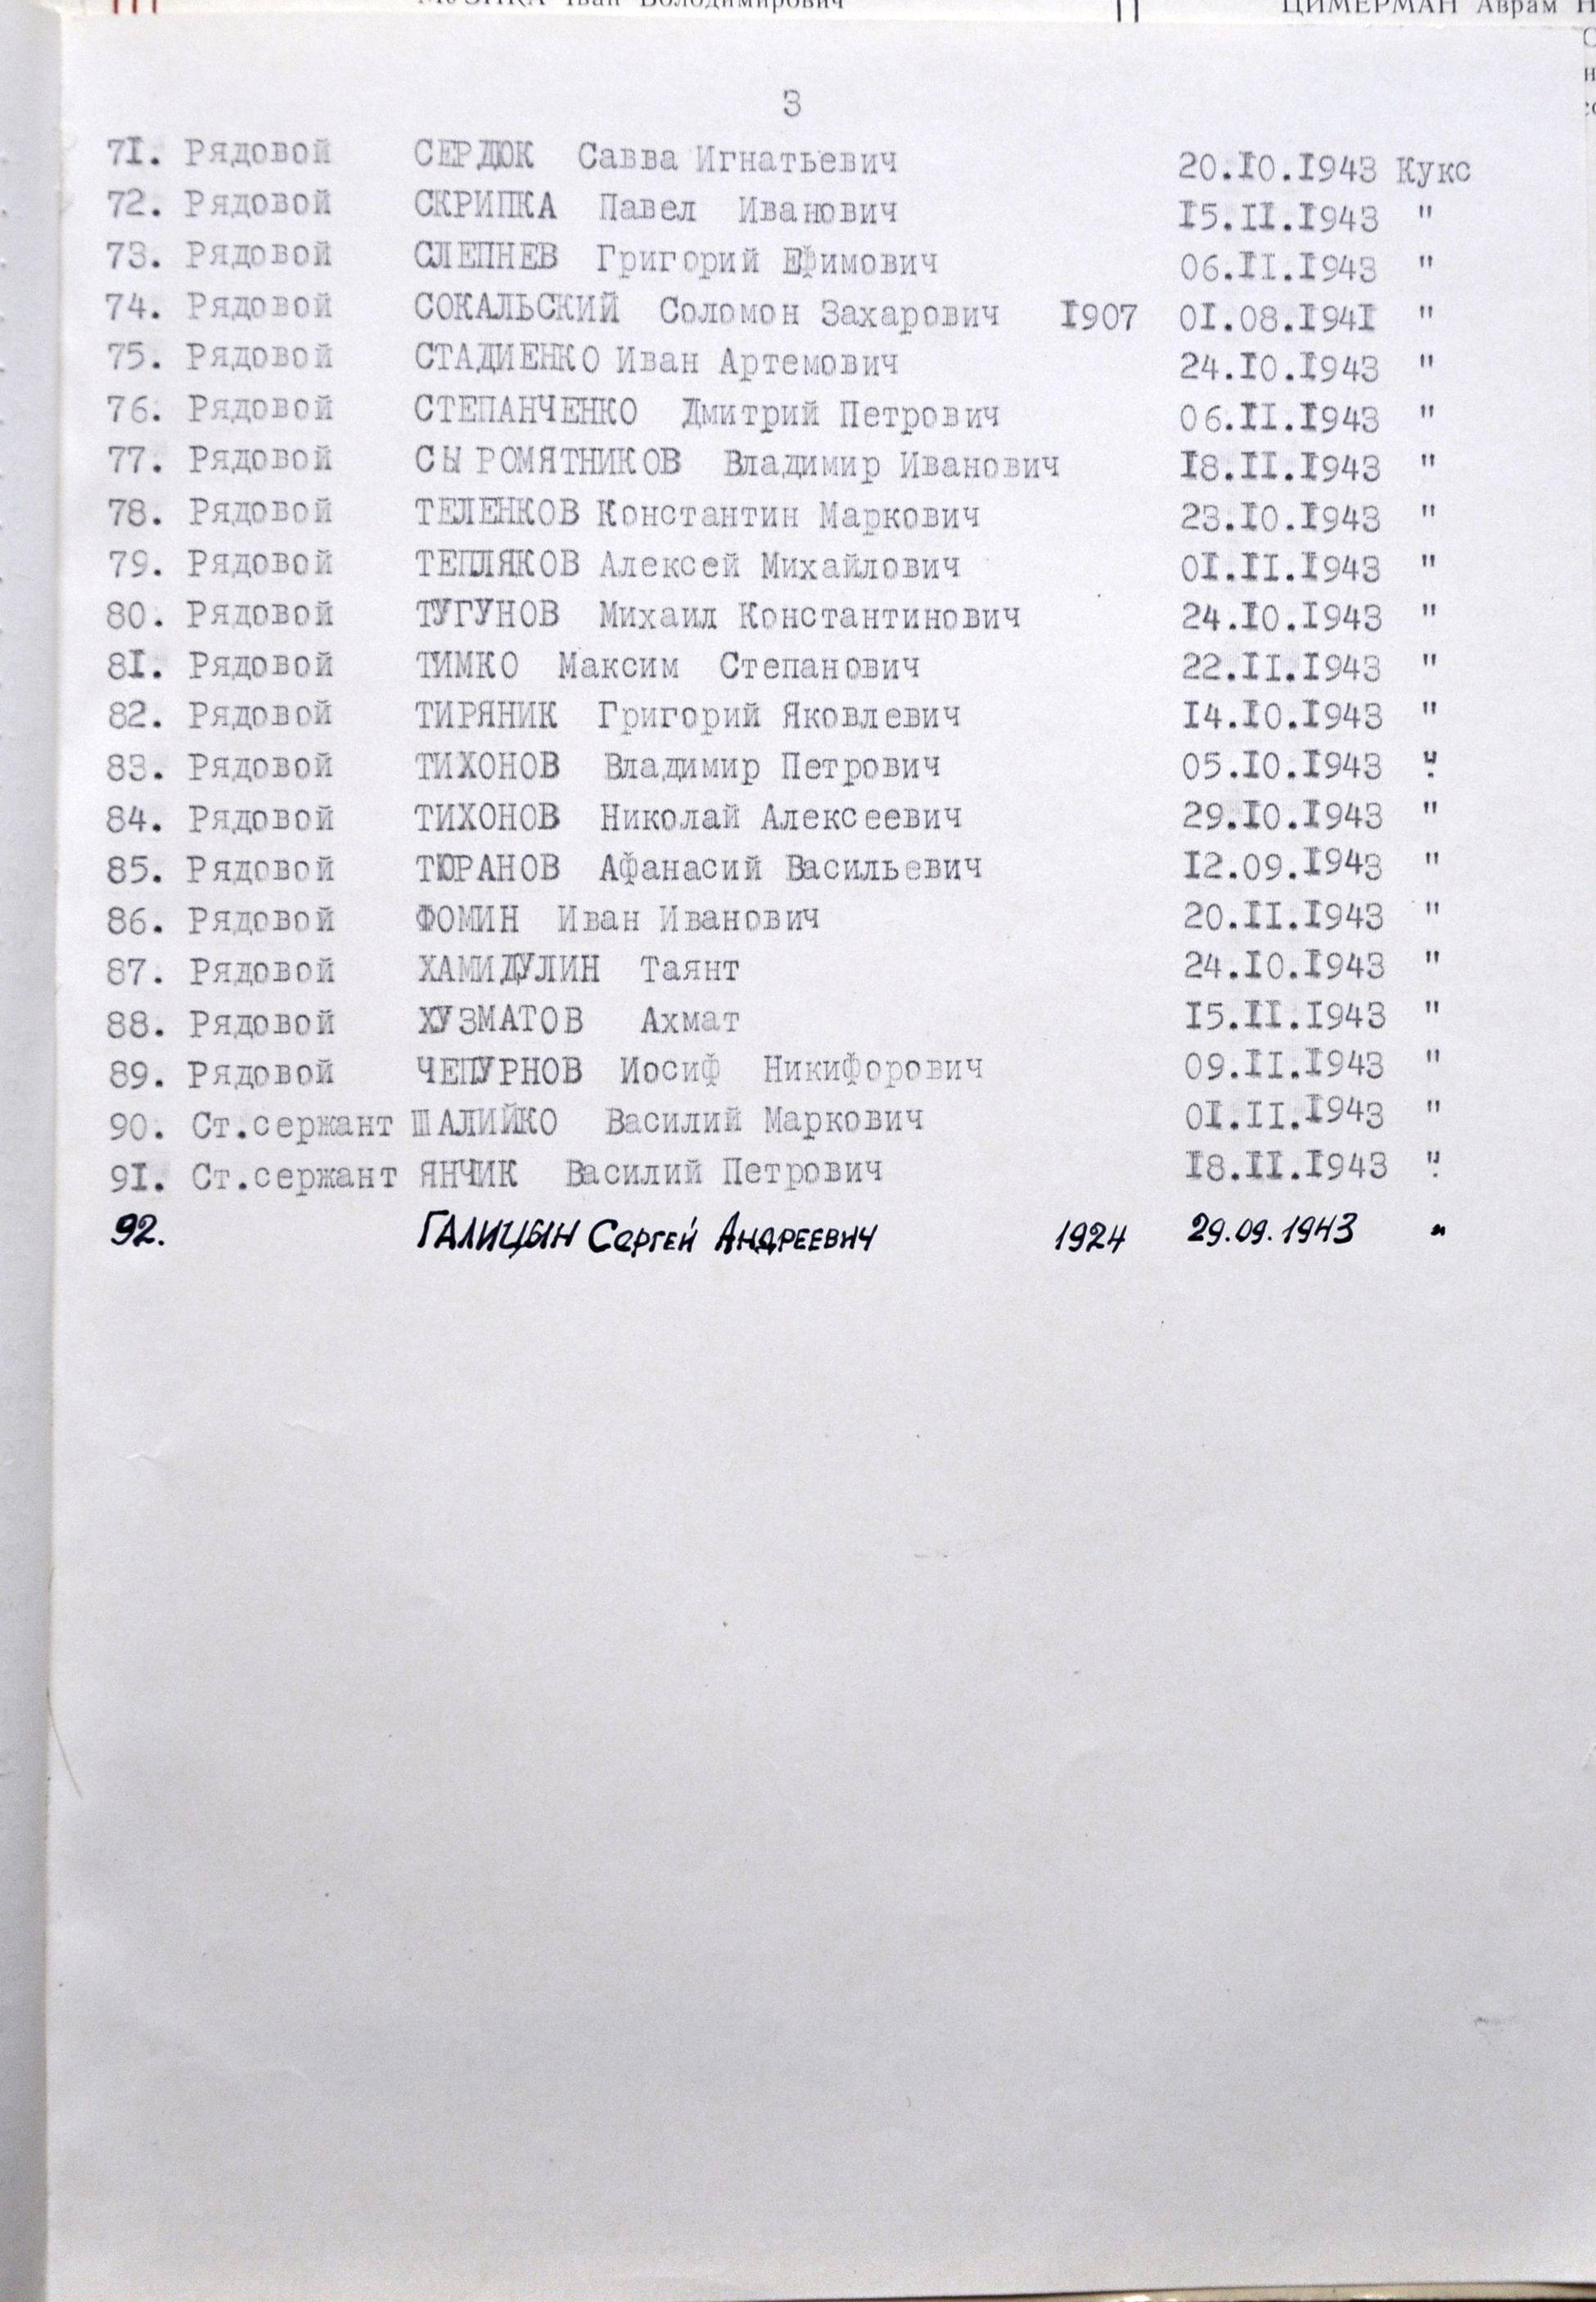 МУЗИКА Іван Володимирович ЦИМЕРМАН Аврам Н
3
71. Рядовой СЕРДЮК Савва Игнатьевич 20.10.1943 Кукс
72. Рядовой СКРИПКА Павел Иванович 15.11.1943 "
73. Рядовой СЛЕПНЕВ Григорий Ефимович 06.11.1943 "
74. Рядовой СОКАЛЬСКИЙ Соломон Захарович 1907 01.08.1941 "
75. Рядовой СТАДИЕНКО Иван Артемович 24.10.1943 "
76. Рядовой СТЕПАНЧЕНКО Дмитрий Петрович 06.11.1943 "
77. Рядовой СЫРОМЯТНИКОВ Владимир Иванович 18.11.1943 "
78. Рядовой ТЕЛЕНКОВ Константин Маркович 23.10.1943 "
79. Рядовой ТЕПЛЯКОВ Алексей Михайлович 01.11.1943 "
80. Рядовой ТУГУНОВ Михаил Константинович 24.10.1943 "
81. Рядовой ТИМКО Максим Степанович 22.11.1943 "
82. Рядовой ТИРЯНИК Григорий Яковлевич 14.10.1943 "
83. Рядовой ТИХОНОВ Владимир Петрович 05.10.1943 "
84. Рядовой ТИХОНОВ Николай Алексеевич 29.10.1943 "
85. Рядовой ТЮРАНОВ Афанасий Васильевич 12.09.1943 "
86. Рядовой ФОМИН Иван Иванович 20.11.1943 "
87. Рядовой ХАМИДУЛИН Таянт 24.10.1943 "
88. Рядовой ХУЗМАТОВ Ахмат 15.11.1943 "
89. Рядовой ЧЕПУРНОВ Иосиф Никифорович 09.11.1943 "
90. Ст.сержант ШАЛИЙКО Василий Маркович 01.11.1943 "
91. Ст.сержант ЯНЧИК Василий Петрович 18.11.1943 "
92. ГАЛИЦЫН Сергей Андреевич 1924 29.09.1943 "